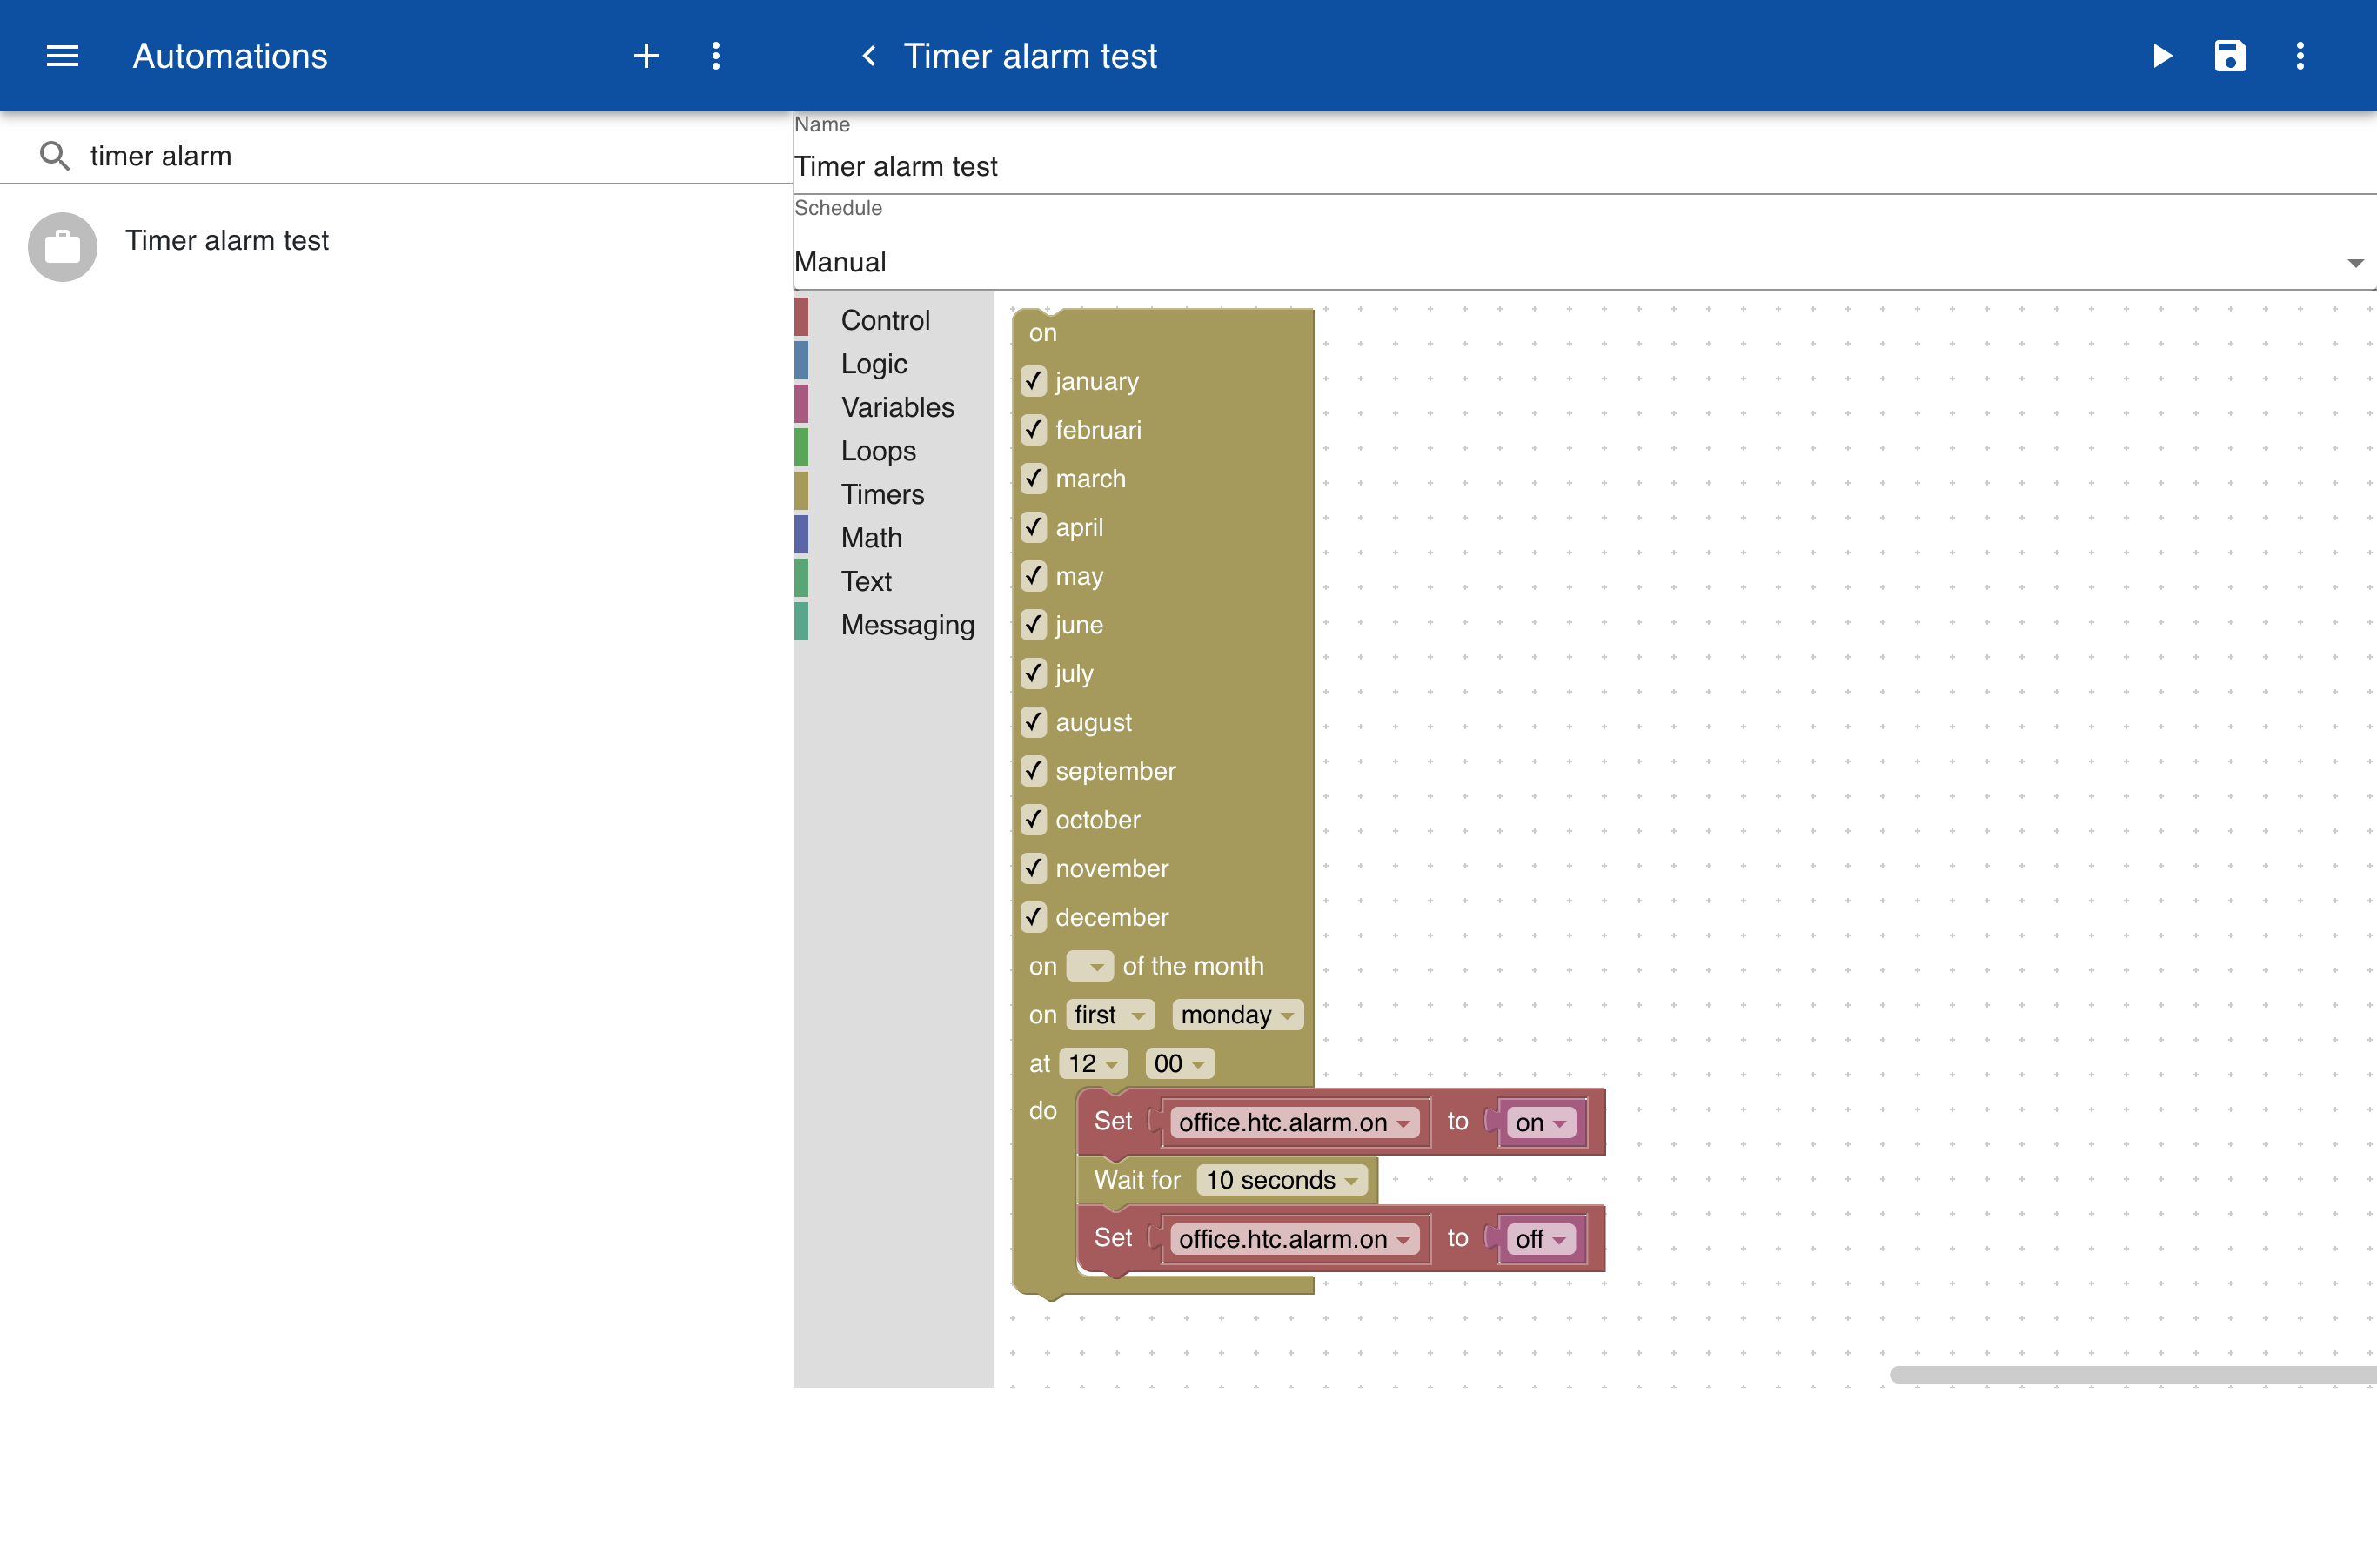 Automations
Timer alarm test
timer alarm
Timer alarm test
Name
Timer alarm test
Schedule
Manual
Control
Logic
Variables
Loops
Timers
Math
Text
Messaging
on
january
februari
march
april
may
june
july
august
september
october
november
december
on of the month
on first monday
at 12 00
do
Set office.htc.alarm.on to on
Wait for 10 seconds
Set office.htc.alarm.on to off